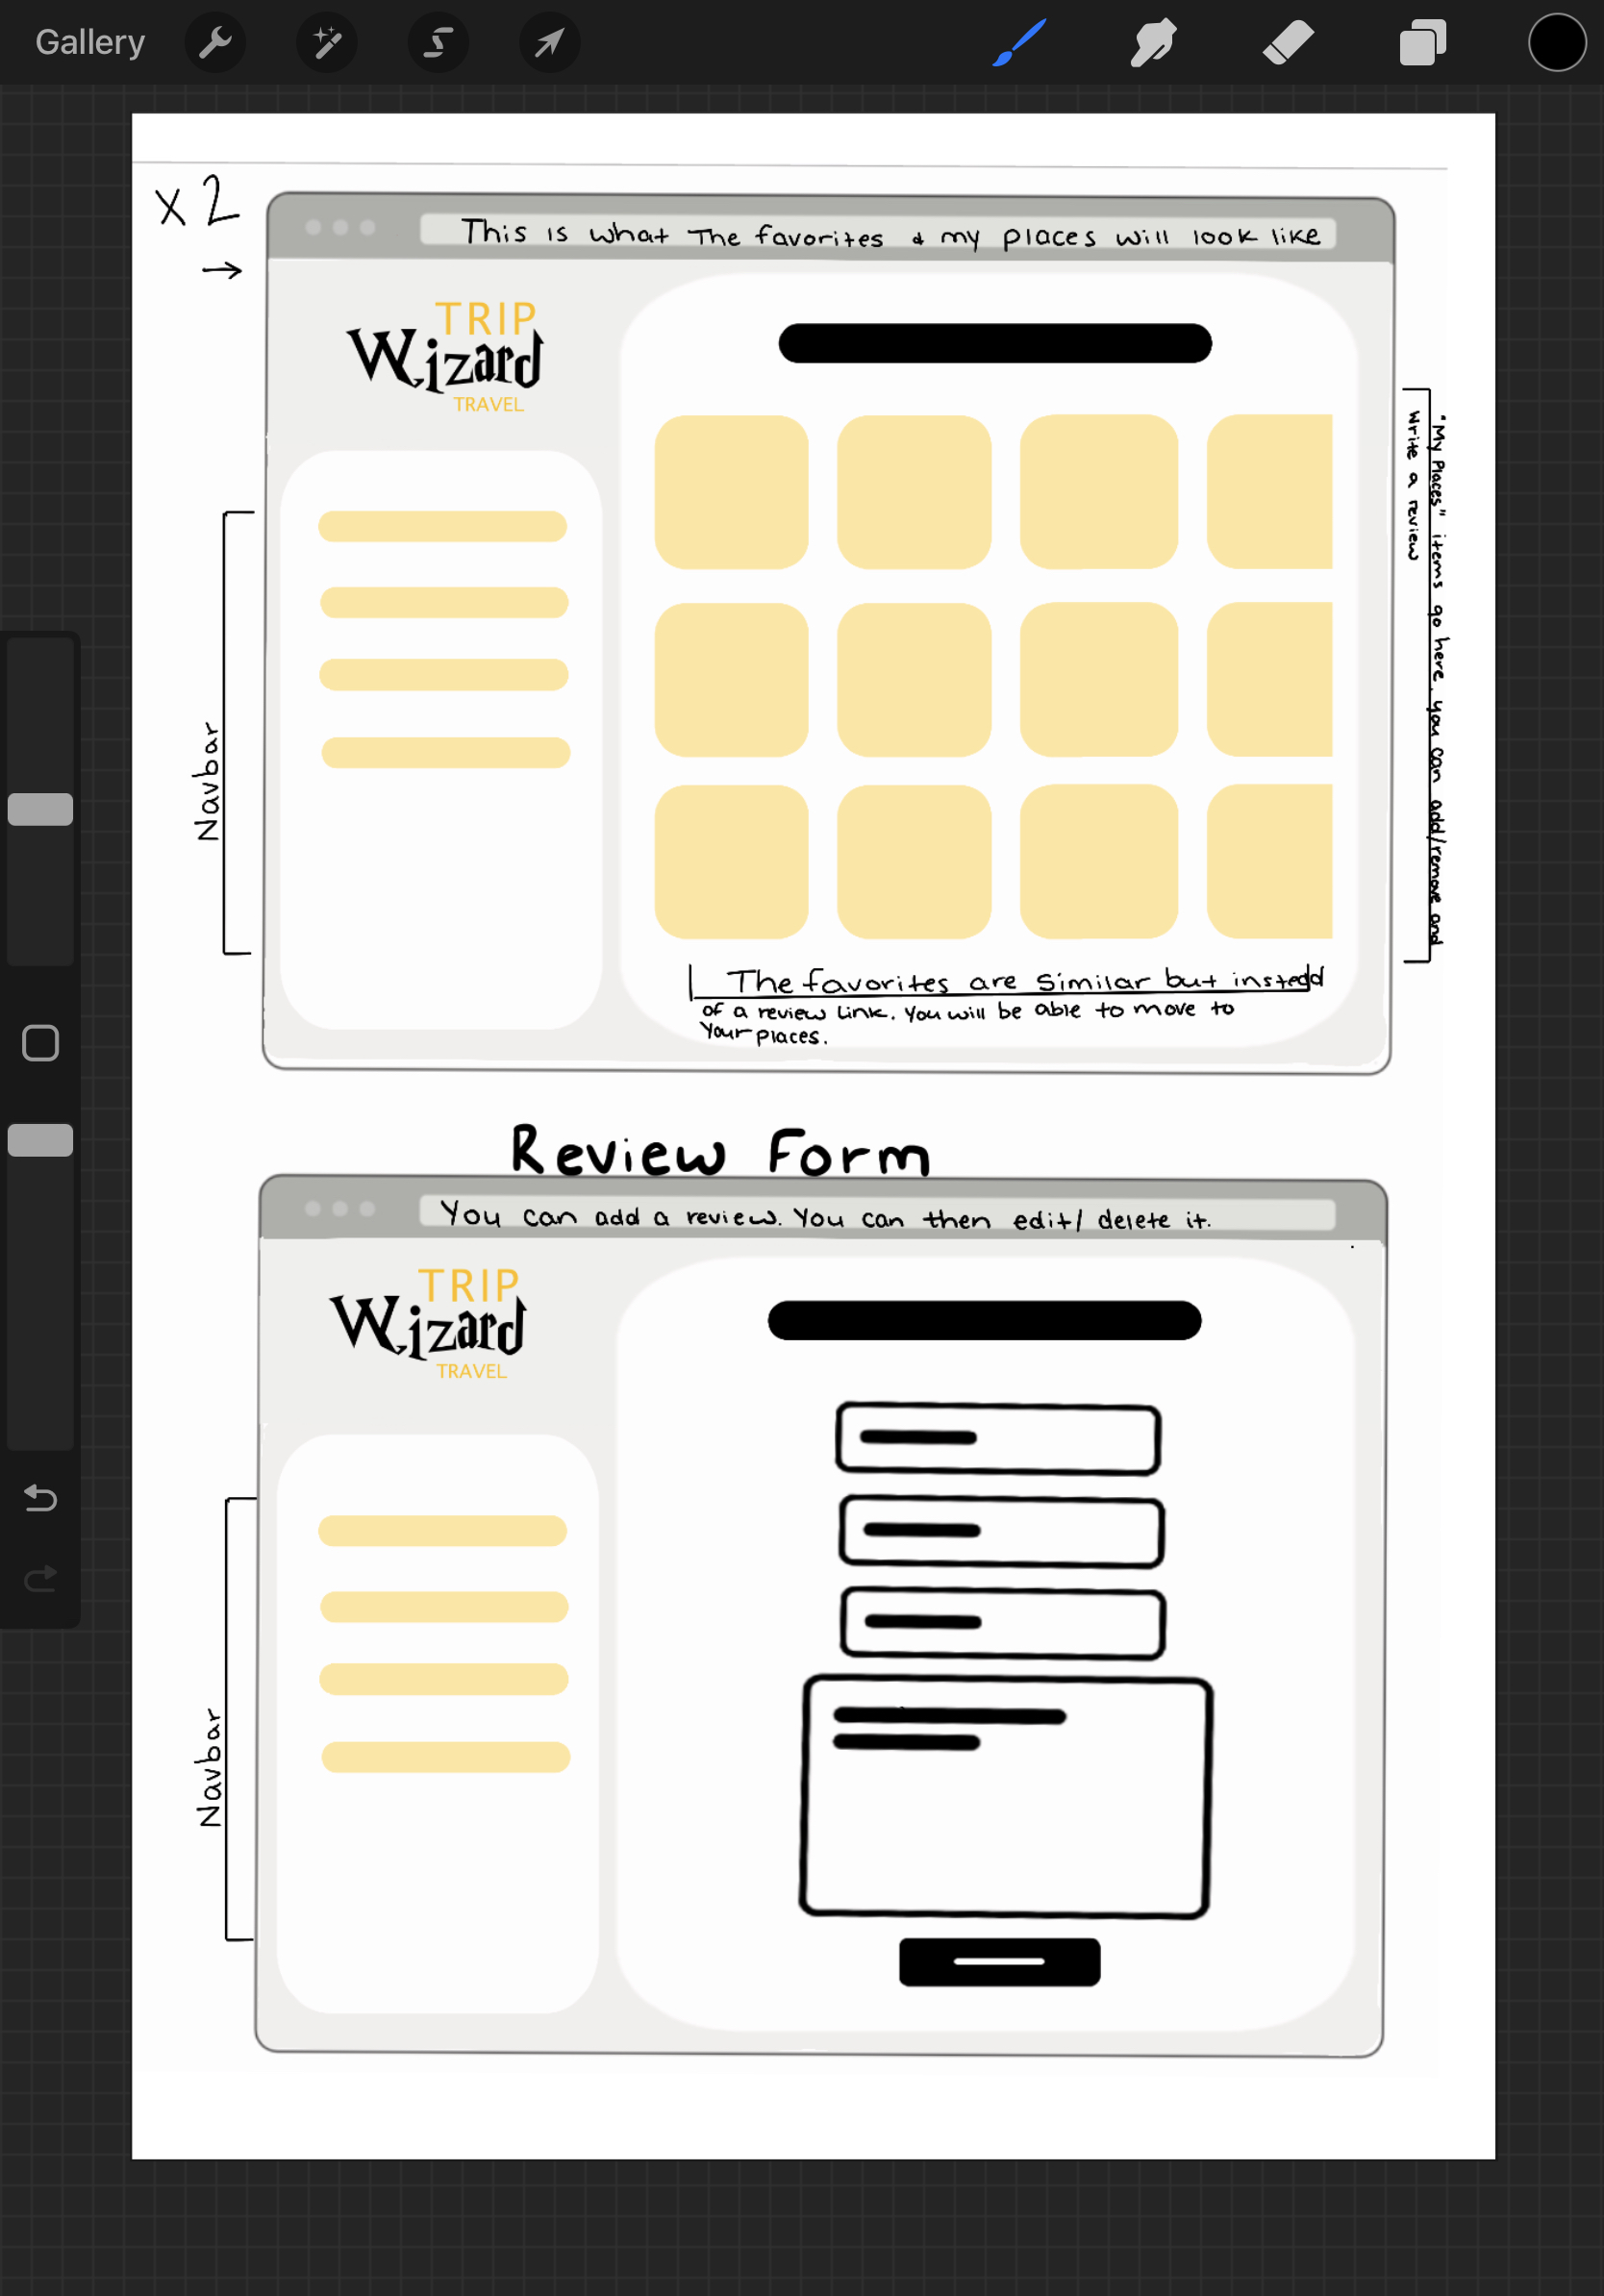 Gallery
X2
→
This is what The favorites & my places will look like
TRIP
Wizard
TRAVEL
Navbar
"My Places" items go here. you can add/remove and
Write a review
The favorites are similar but instead
of a review link. You will be able to move to
Your places.
Review Form
You can add a review. You can then edit/ delete it.
TRIP
Wizard
TRAVEL
Navbar